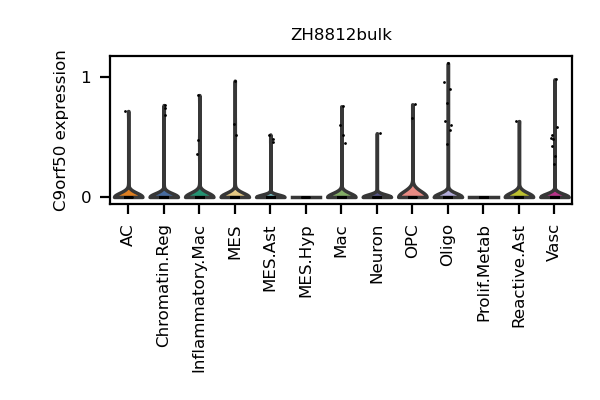 ZH8812bulk
C9orf50 expression
1
0
AC
Chromatin.Reg
Inflammatory.Mac
MES
MES.Ast
MES.Hyp
Mac
Neuron
OPC
Oligo
Prolif.Metab
Reactive.Ast
Vasc